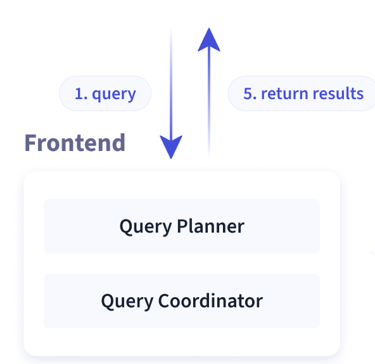 1. query
5. return results
Frontend
Query Planner
Query Coordinator